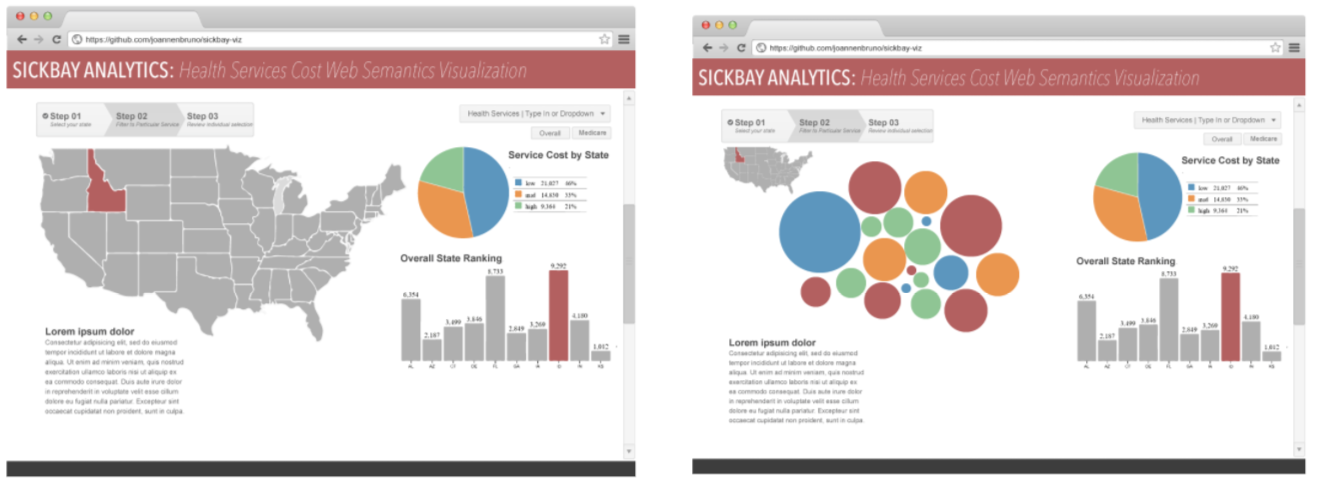 https://github.com/joannenbruno/sickbay-viz
SICKBAY ANALYTICS: Health Services Cost Web Semantics Visualization
Step 01
Select your state
Step 02
Filter to Particular Service
Step 03
Review individual selection
Health Services | Type In or Dropdown
Overall
Medicare
Service Cost by State
low 21,827
med 14,830 33%
high 9,364 21%
Overall State Ranking
6,354
2,187
3,499
3,846
8,733
2,849
3,269
9,292
4,100
1,012
AL
AZ
CT
DE
FL
GA
Lorem ipsum dolor
Consectetur adipisicing elit, sed do eiusmod
tempor incididunt ut labore et dolore magna
aliqua. Ut enim ad minim veniam, quis nostrud
exercitation ullamco laboris nisi ut aliquip ex
ea commodo consequat. Duis aute irure dolor
in reprehenderit in voluptate velit esse cillum
dolore eu fugiat nulla pariatur. Excepteur sint
occaecat cupidatat non proident, sunt in culpa.
https://github.com/joannenbruno/sickbay-viz
SICKBAY ANALYTICS: Health Services Cost Web Semantics Visualization
Step 01
Select your state
Step 02
Filter to Particular Service
Step 03
Review individual selection
Health Services | Type In or Dropdown
Overall
Medicare
Service Cost by State
low 21,827
med 14,830 33%
high 9,364 21%
Overall State Ranking
6,354
2,187
3,499
3,846
8,733
2,849
3,269
9,292
4,100
1,012
AL
AZ
CT
DE
FL
GA
Lorem ipsum dolor
Consectetur adipisicing elit, sed do eiusmod
tempor incididunt ut labore et dolore magna
aliqua. Ut enim ad minim veniam, quis nostrud
exercitation ullamco laboris nisi ut aliquip ex
ea commodo consequat. Duis aute irure dolor
in reprehenderit in voluptate velit esse cillum
dolore eu fugiat nulla pariatur. Excepteur sint
occaecat cupidatat non proident, sunt in culpa.